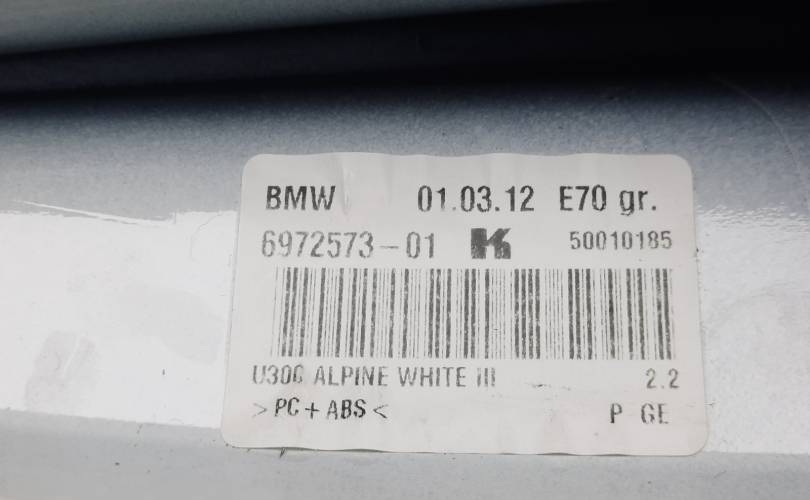 BMW 01.03.12 E70 gr.
6972573-01 K 50010185
U300 ALPINE WHITE III 2.2
>PC+ABS< P GE